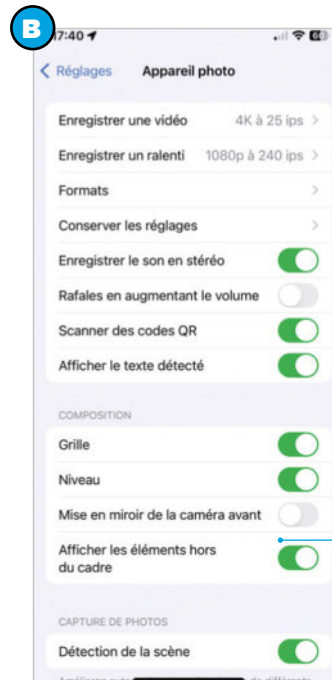 B
17:40
Réglages Appareil photo
Enregistrer une vidéo 4K à 25 ips
Enregistrer un ralenti 1080p à 240 ips
Formats
Conserver les réglages
Enregistrer le son en stéréo
Rafales en augmentant le volume
Scanner des codes QR
Afficher le texte détecté
COMPOSITION
Grille
Niveau
Mise en miroir de la caméra avant
Afficher les éléments hors
du cadre
CAPTURE DE PHOTOS
Détection de la scène